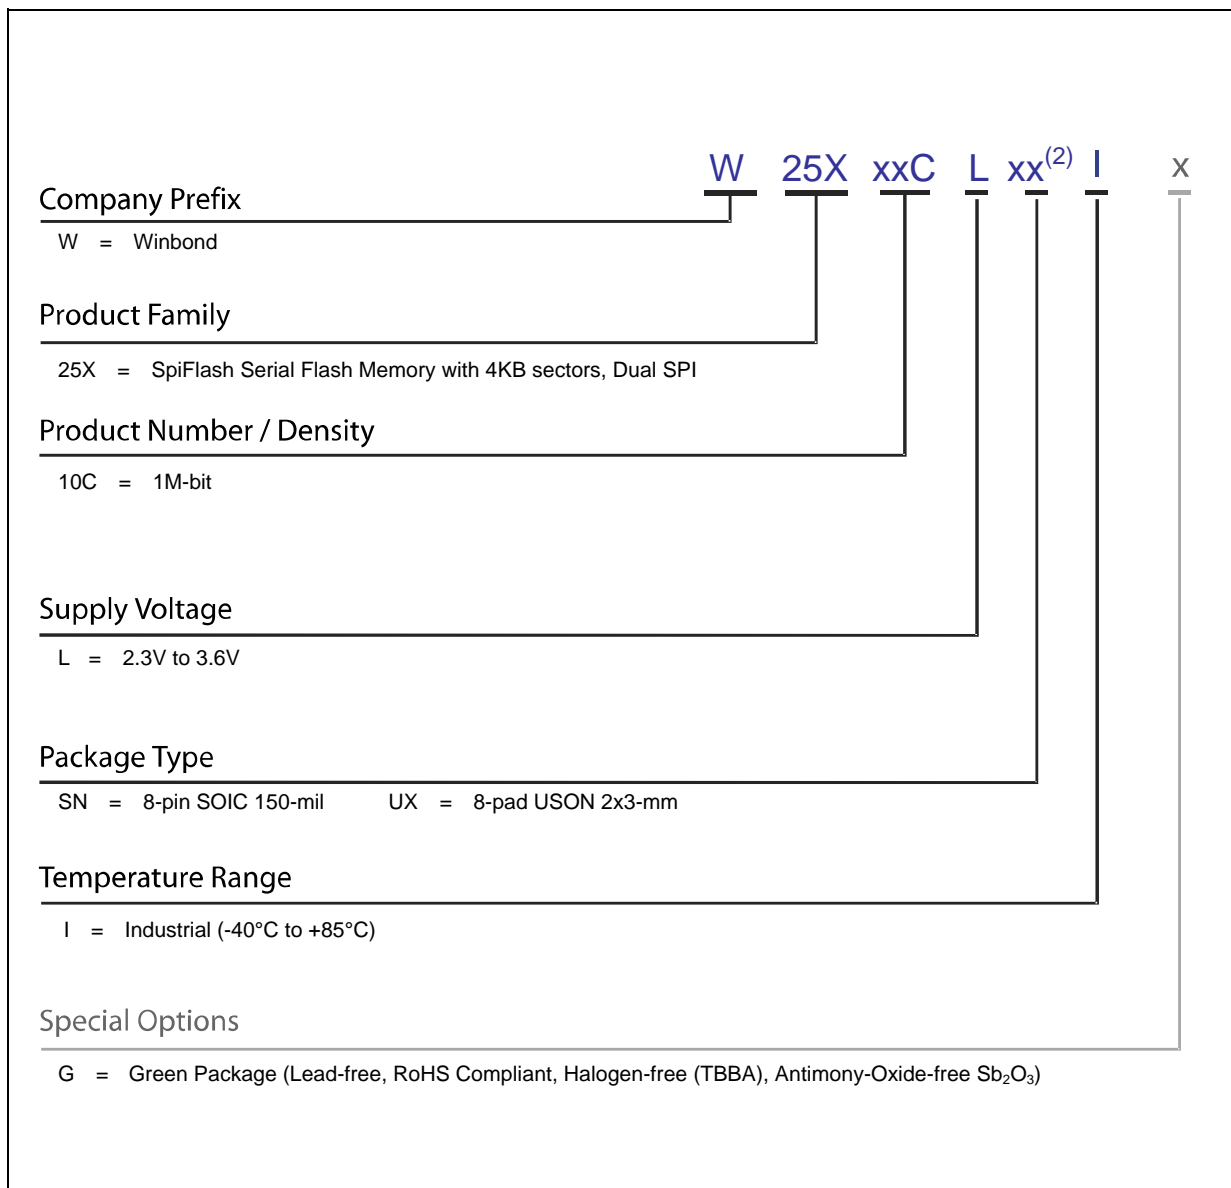 W 25X xxC L xx(2) I x
Company Prefix
W = Winbond
Product Family
25X = SpiFlash Serial Flash Memory with 4KB sectors, Dual SPI
Product Number / Density
10C = 1M-bit
Supply Voltage
L = 2.3V to 3.6V
Package Type
SN = 8-pin SOIC 150-mil UX = 8-pad USON 2x3-mm
Temperature Range
I = Industrial (-40°C to +85°C)
Special Options
G = Green Package (Lead-free, RoHS Compliant, Halogen-free (TBBA), Antimony-Oxide-free Sb₂O₃)